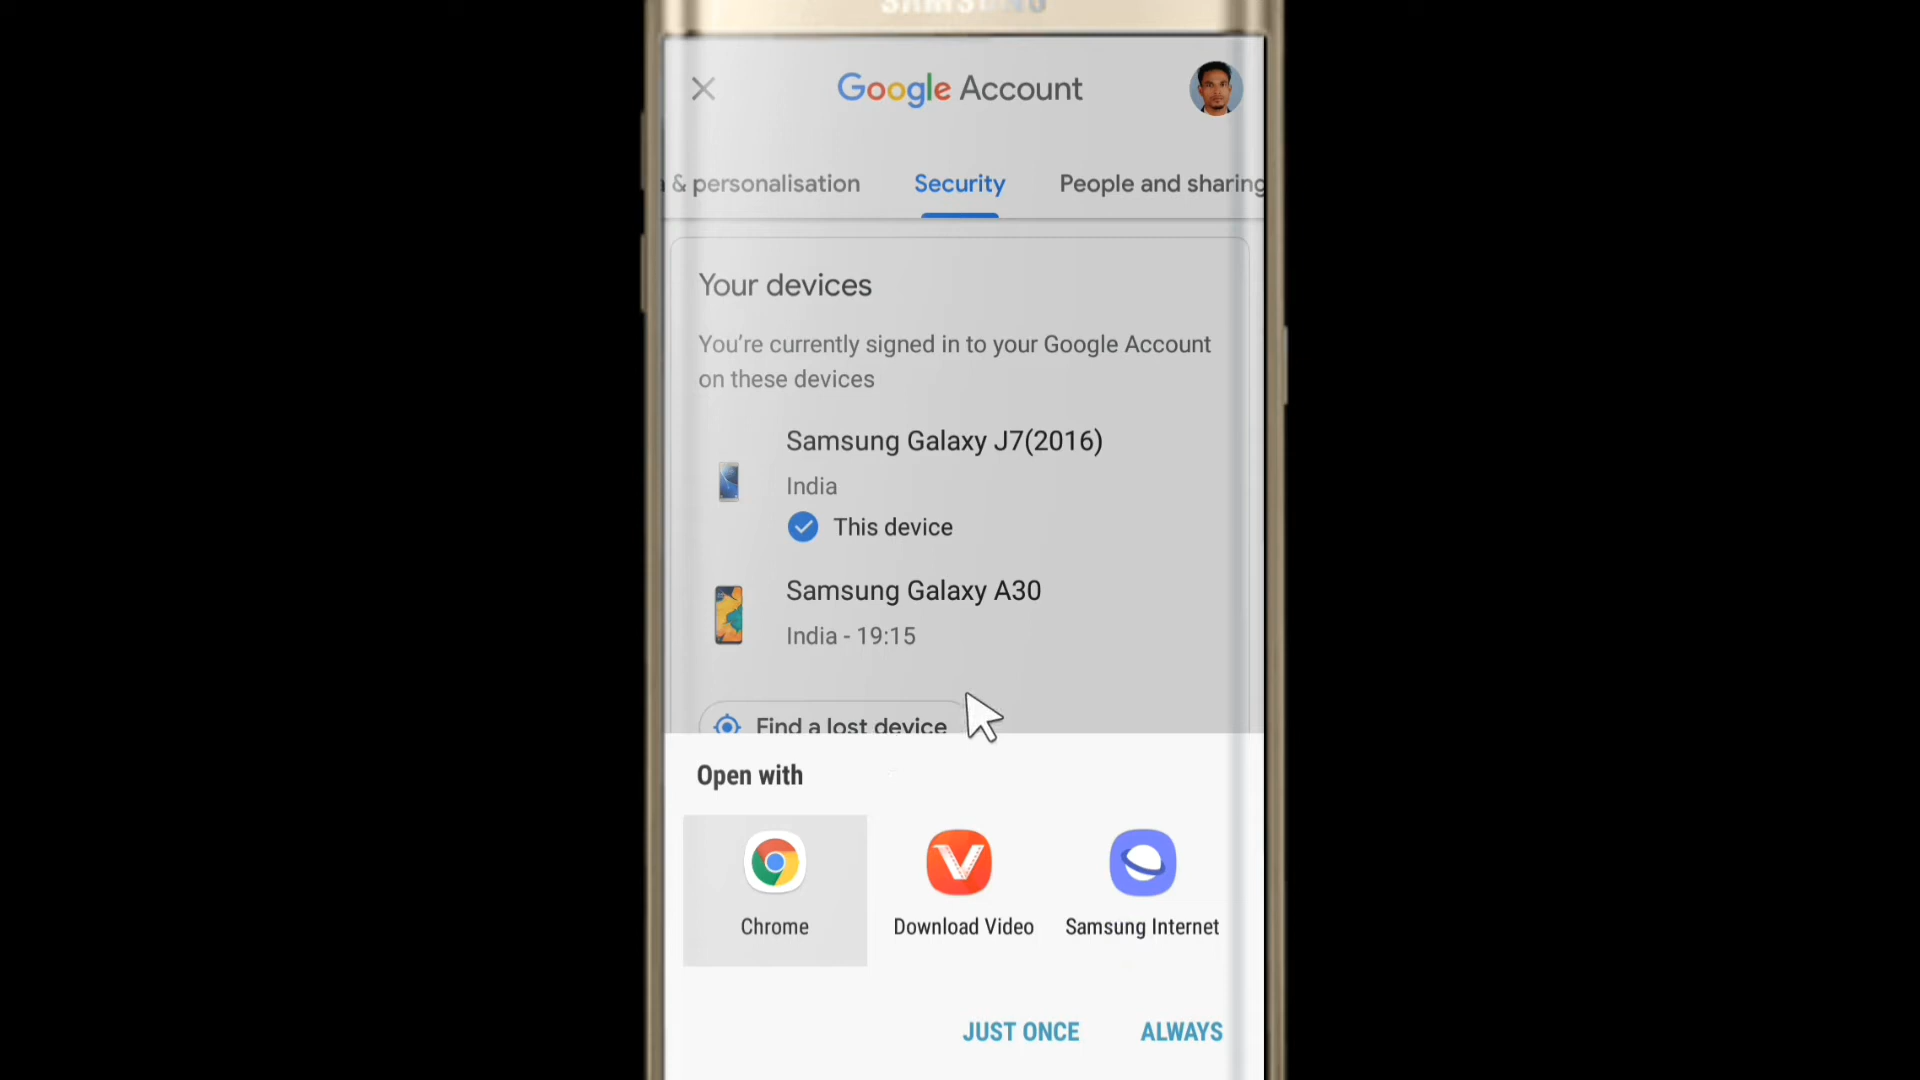 SAMSUNG
Google Account
& personalisation
Security
People and sharing
Your devices
You're currently signed in to your Google Account
on these devices
Samsung Galaxy J7(2016)
India
This device
Samsung Galaxy A30
India - 19:15
Find a lost device
Open with
Chrome
Download Video
Samsung Internet
JUST ONCE
ALWAYS